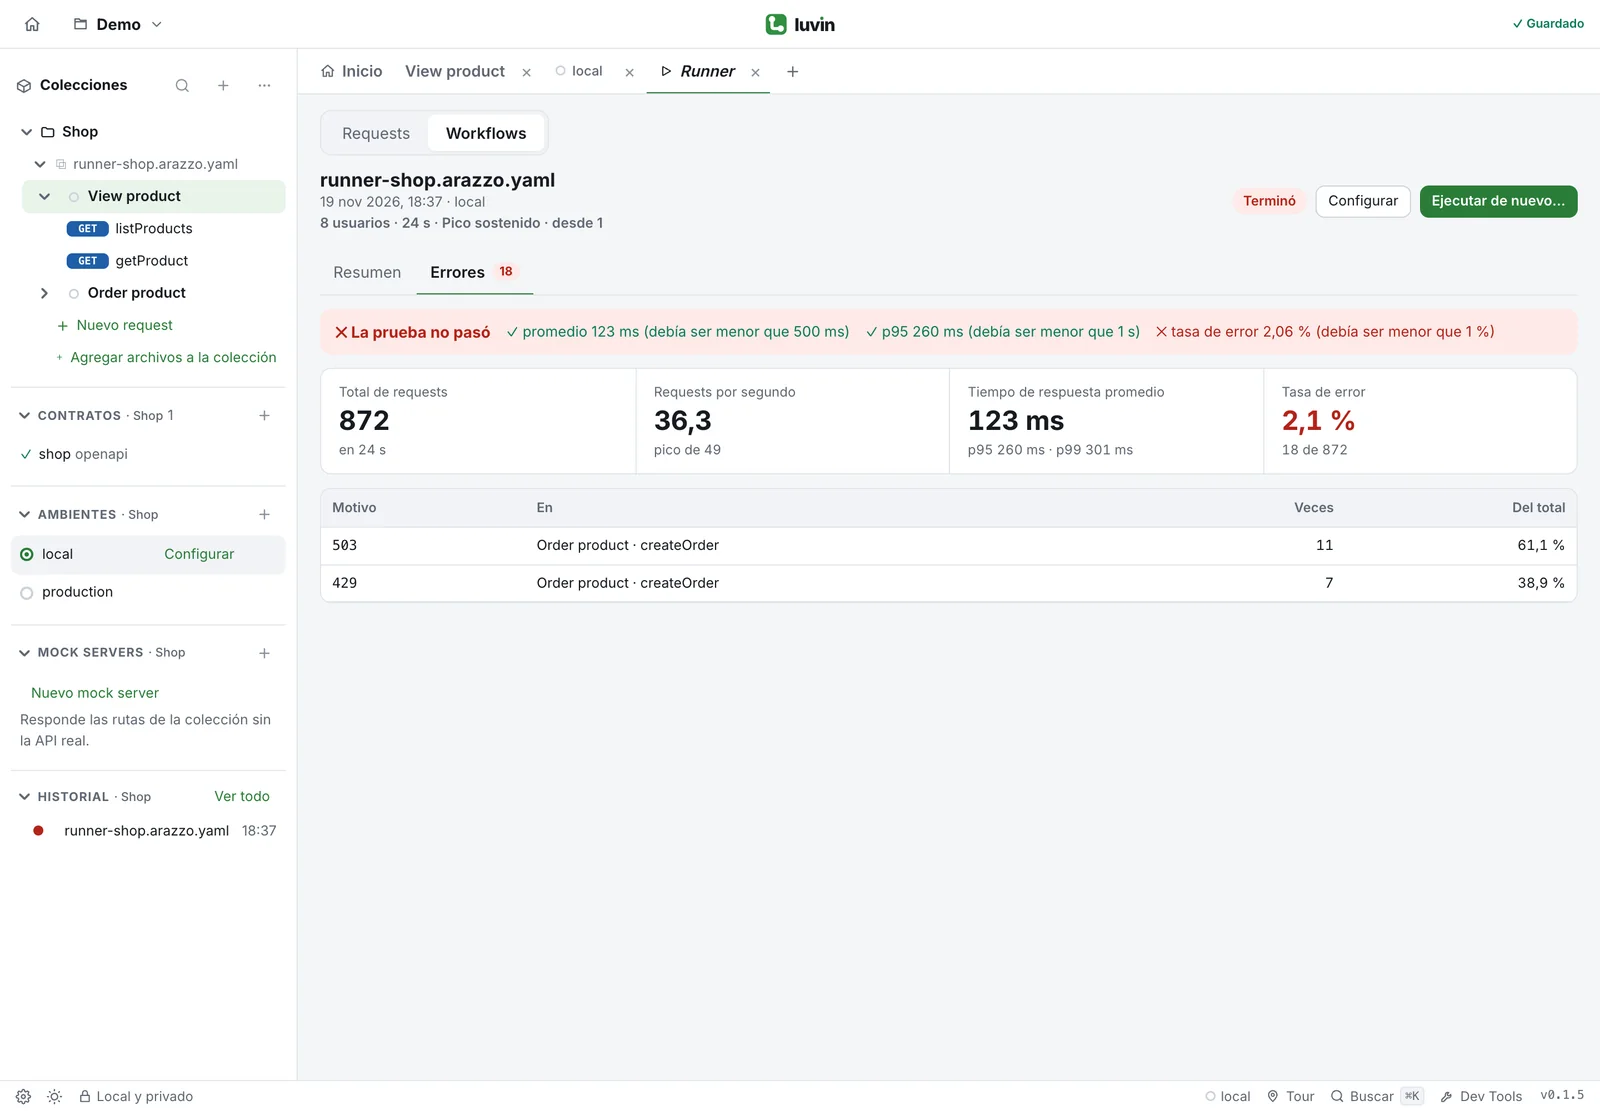 Demo
luvin
Guardado
Colecciones
Inicio
View product
local
Runner
Shop
runner-shop.arazzo.yaml
View product
GET listProducts
GET getProduct
Order product
Nuevo request
Agregar archivos a la colección
CONTRATOS · Shop 1
shop openapi
AMBIENTES · Shop
local Configurar
production
MOCK SERVERS · Shop
Nuevo mock server
Responde las rutas de la colección sin
la API real.
HISTORIAL · Shop Ver todo
runner-shop.arazzo.yaml 18:37
Requests Workflows
runner-shop.arazzo.yaml
19 nov 2026, 18:37 · local
8 usuarios · 24 s · Pico sostenido · desde 1
Terminó Configurar Ejecutar de nuevo...
Resumen Errores 18
La prueba no pasó promedio 123 ms (debía ser menor que 500 ms) p95 260 ms (debía ser menor que 1 s) tasa de error 2,06 % (debía ser menor que 1 %)
Total de requests
872
en 24 s
Requests por segundo
36,3
pico de 49
Tiempo de respuesta promedio
123 ms
p95 260 ms · p99 301 ms
Tasa de error
2,1 %
18 de 872
Motivo En Veces Del total
503 Order product · createOrder 11 61,1 %
429 Order product · createOrder 7 38,9 %
Local y privado
local Tour Buscar ⌘K Dev Tools v0.1.5